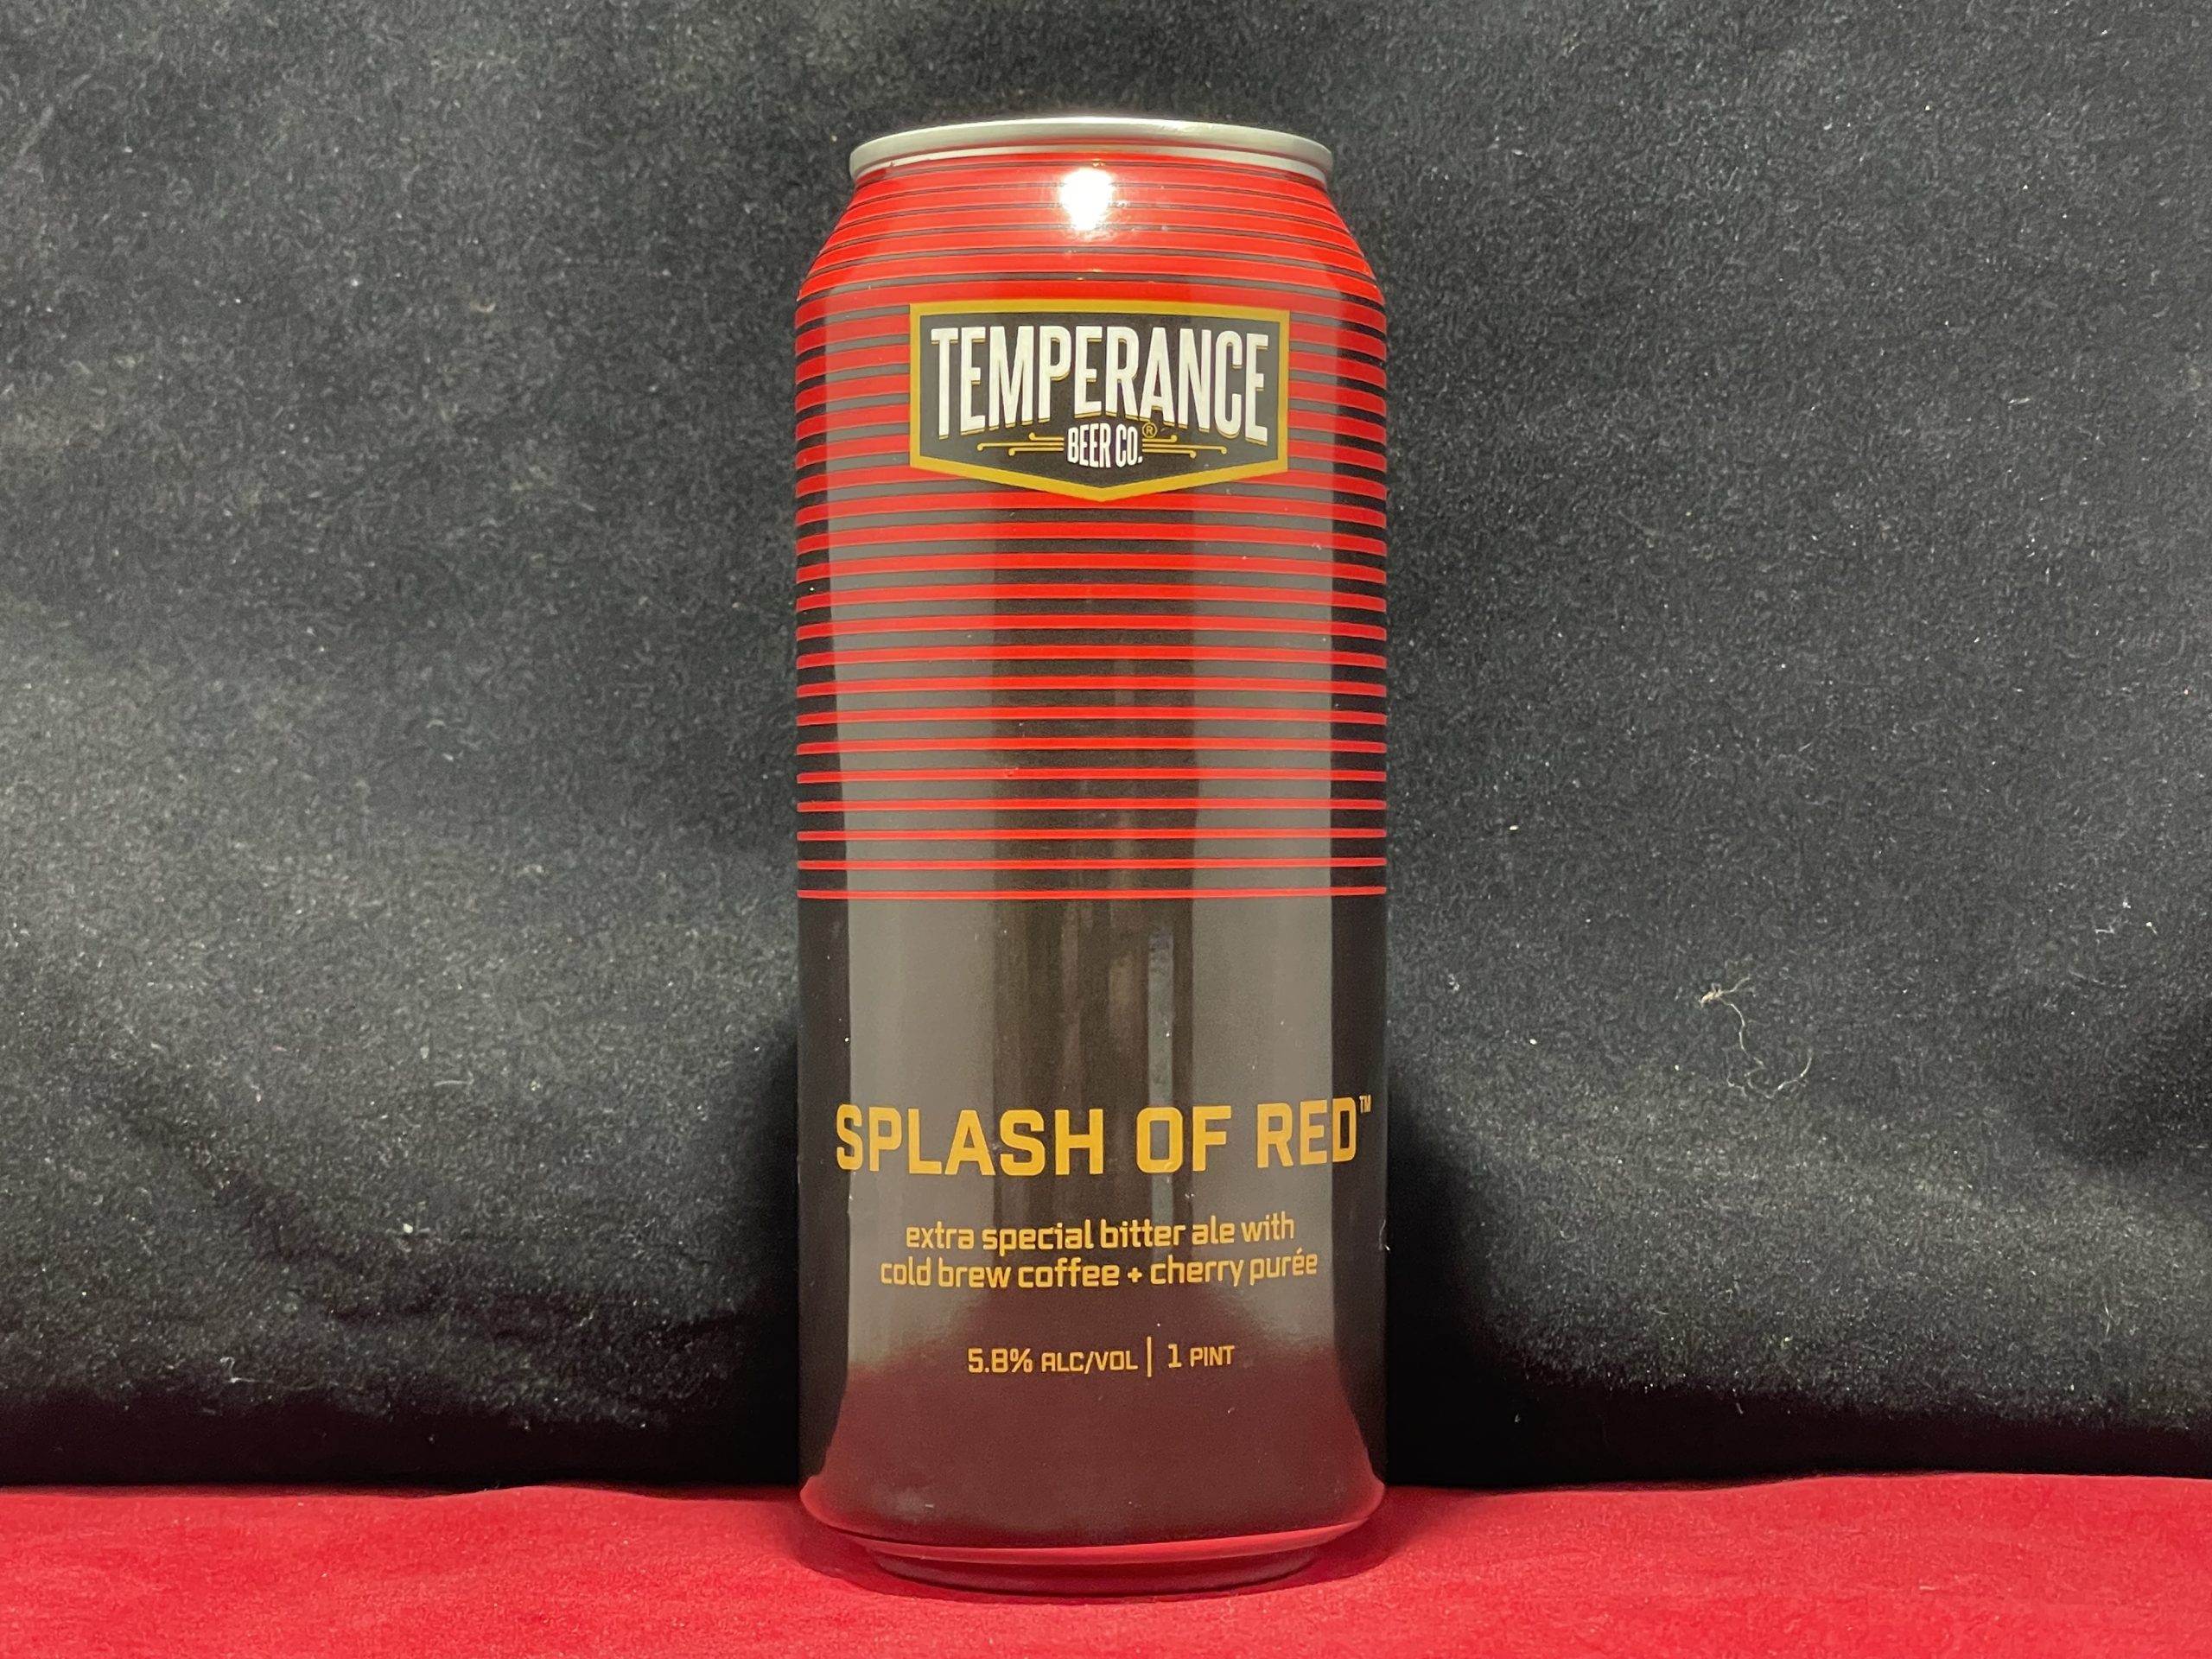 TEMPERANCE
BEER CO.®
SPLASH OF RED™
extra special bitter ale with
cold brew coffee + cherry purée
5.8% ALC/VOL | 1 PINT